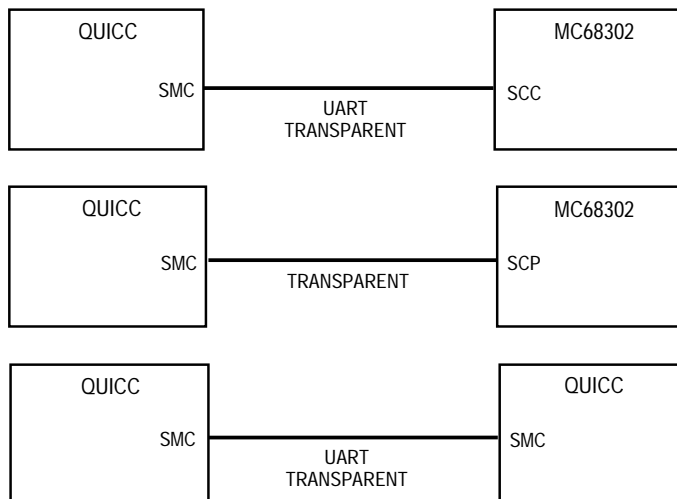 QUICC
MC68302
SMC
SCC
UART
TRANSPARENT
QUICC
MC68302
SMC
SCP
TRANSPARENT
QUICC
QUICC
SMC
SMC
UART
TRANSPARENT